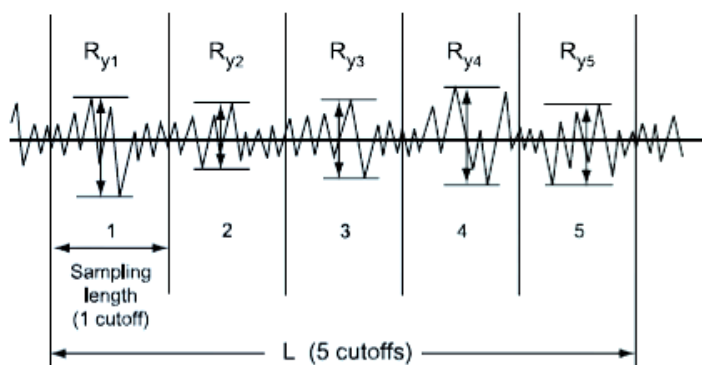 Ry1 Ry2 Ry3 Ry4 Ry5
1 2 3 4 5
Sampling
length
(1 cutoff)
L (5 cutoffs)